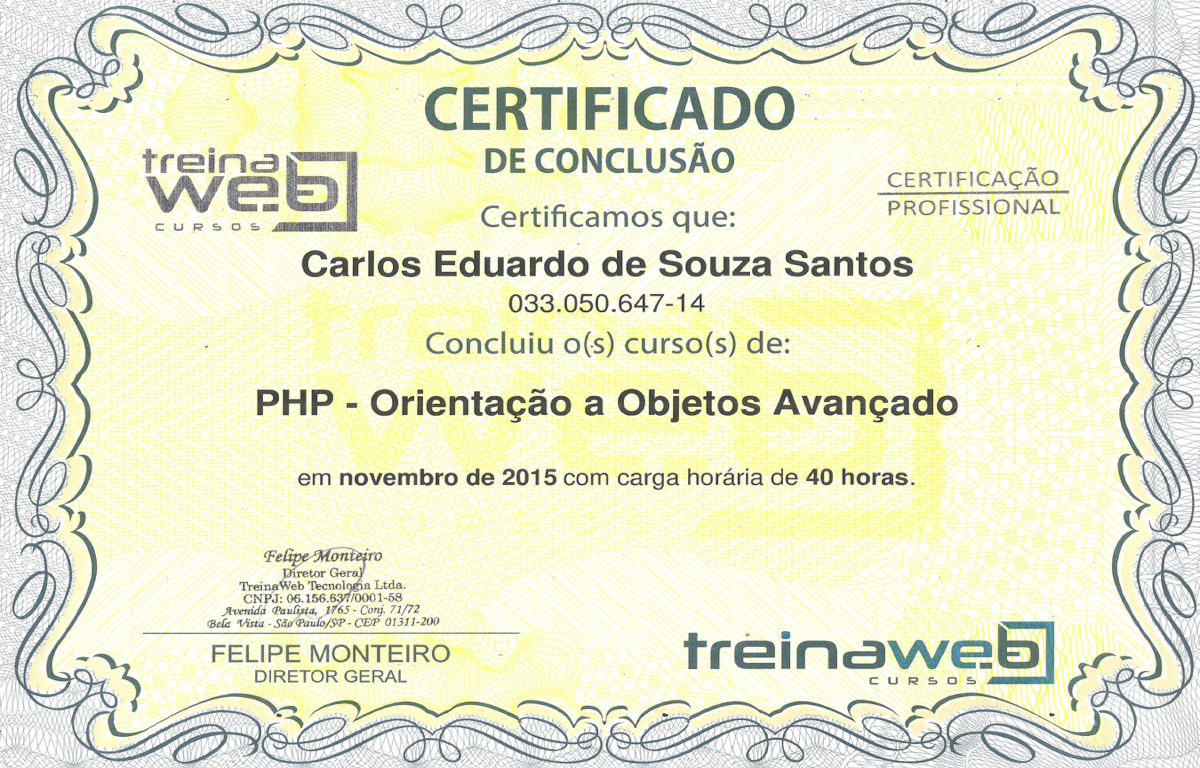 CERTIFICADO
DE CONCLUSÃO
treina
web
CURSOS
CERTIFICAÇÃO
PROFISSIONAL
Certificamos que:
Carlos Eduardo de Souza Santos
033.050.647-14
Concluiu o(s) curso(s) de:
PHP - Orientação a Objetos Avançado
em novembro de 2015 com carga horária de 40 horas.
Felipe Monteiro
Diretor Geral
TreinaWeb Tecnologia Ltda.
CNPJ: 06.156.637/0001-58
Avenida Paulista, 1765 - Conj. 71/72
Bela Vista - São Paulo/SP - CEP 01311-200
FELIPE MONTEIRO
DIRETOR GERAL
treinaweb
CURSOS